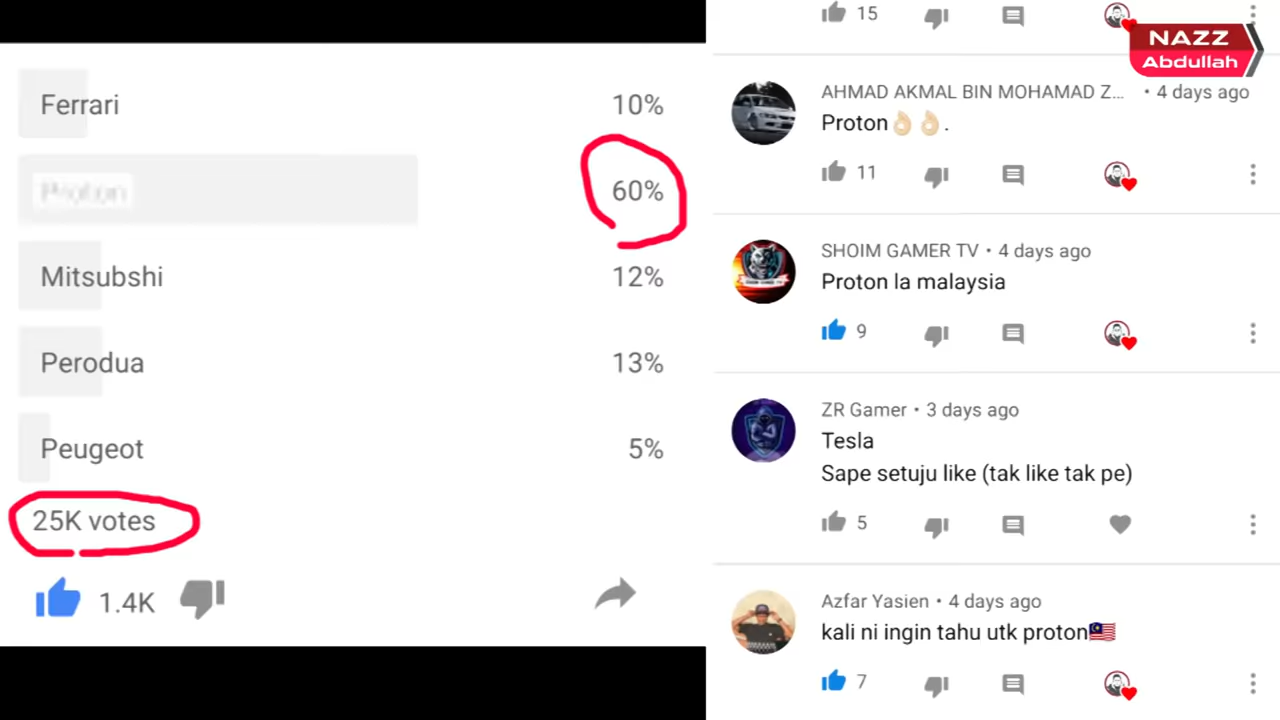 Ferrari 10%
Proton 60%
Mitsubshi 12%
Perodua 13%
Peugeot 5%
25K votes
1.4K
15
NAZZ
Abdullah
AHMAD AKMAL BIN MOHAMAD Z... • 4 days ago
Proton👌🏻👌🏻.
11
SHOIM GAMER TV • 4 days ago
Proton la malaysia
9
ZR Gamer • 3 days ago
Tesla
Sape setuju like (tak like tak pe)
5
Azfar Yasien • 4 days ago
kali ni ingin tahu utk proton🇲🇾
7